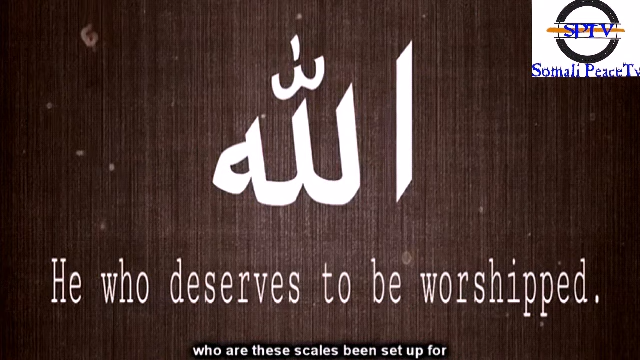 SPTV
Somali PeaceTv
الله
He who deserves to be worshipped.
who are these scales been set up for